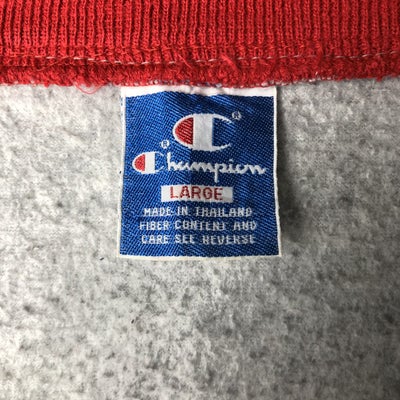 ®
® Champion
LARGE
MADE IN THAILAND
FIBER CONTENT AND
CARE SEE REVERSE